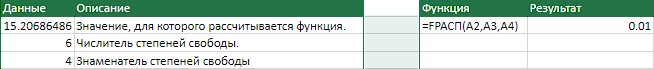 Данные Описание Функция Результат
15.20686486 Значение, для которого рассчитывается функция. =FРАСП(A2,A3,A4) 0.01
6 Числитель степеней свободы.
4 Знаменатель степеней свободы